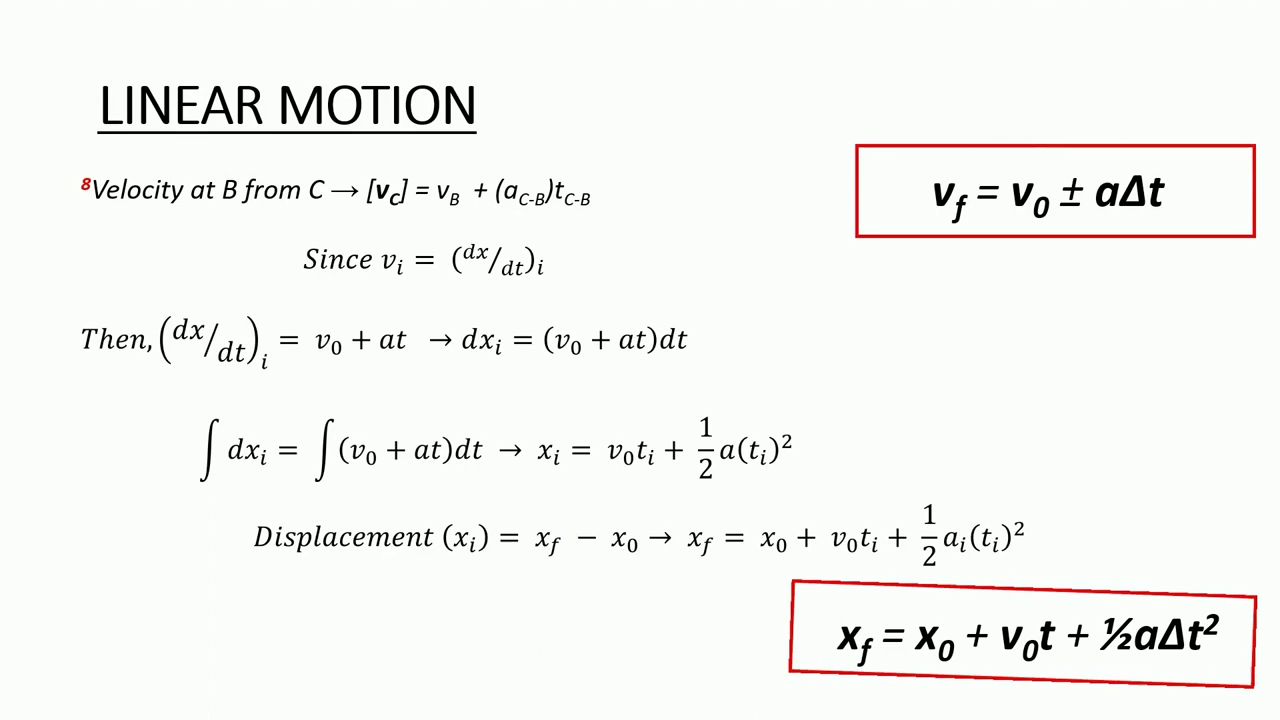 LINEAR MOTION
⁸Velocity at B from C → [v_C] = v_B + (a_C-B)t_C-B
v_f = v_0 ± aΔt
Since v_i = (dx/dt)_i
Then, (dx/dt)_i = v_0 + at → dx_i = (v_0 + at)dt
∫ dx_i = ∫(v_0 + at)dt → x_i = v_0t_i + 1/2 a(t_i)²
Displacement (x_i) = x_f − x_0 → x_f = x_0 + v_0t_i + 1/2 a_i(t_i)²
x_f = x_0 + v_0t + ½aΔt²